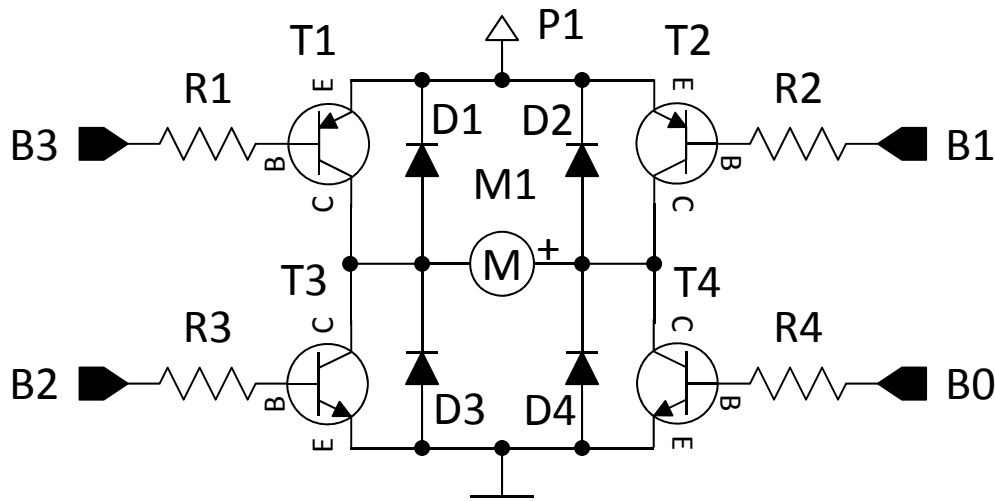 T1 P1 T2
E E
R1 D1 D2 R2
B3 B B B1
M1
C C
M +
T3 T4
C C
R3 R4
B2 B B B0
D3 D4
E E